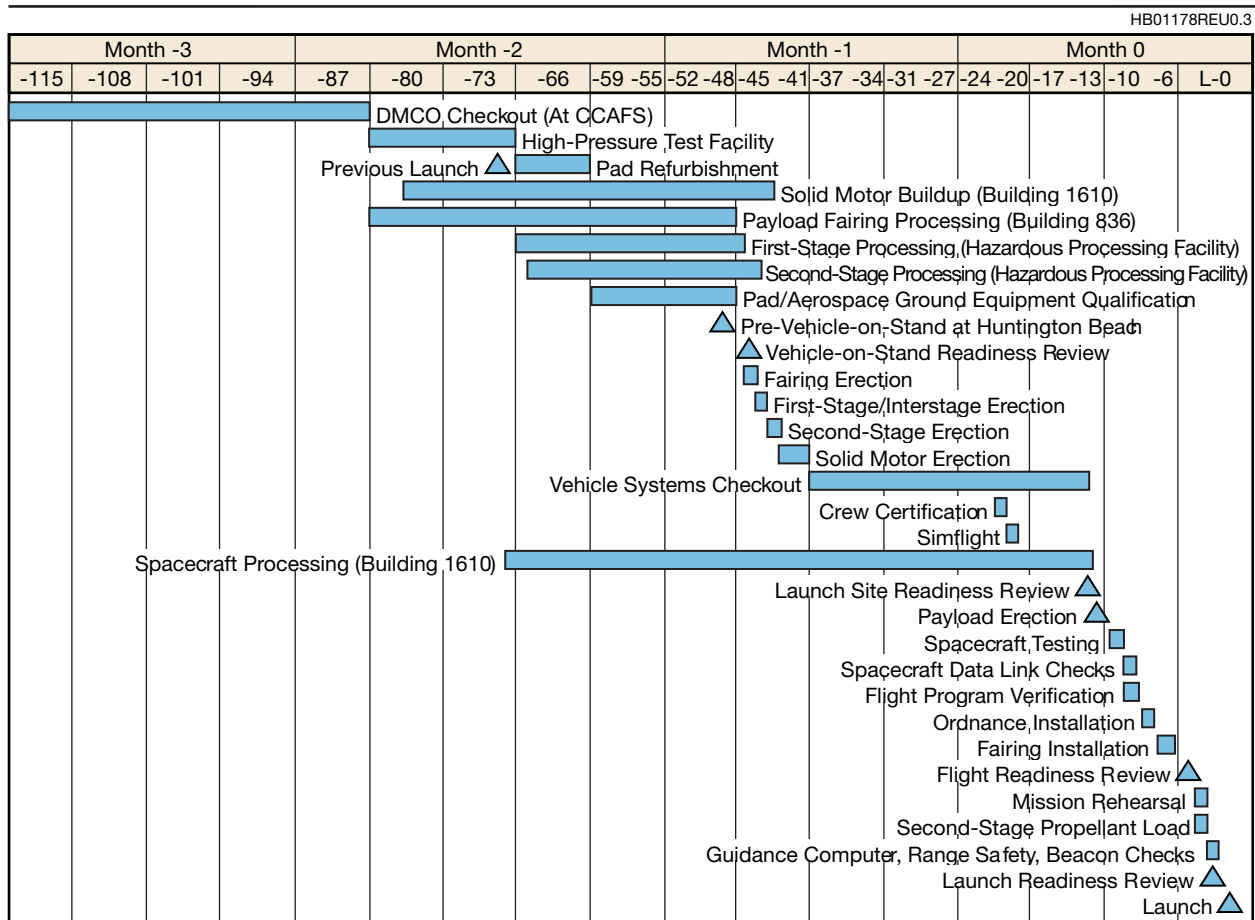 HB01178REU0.3
Month -3 Month -2 Month -1 Month 0
-115 -108 -101 -94 -87 -80 -73 -66 -59 -55 -52 -48 -45 -41 -37 -34 -31 -27 -24 -20 -17 -13 -10 -6 L-0
DMCO Checkout (At CCAFS)
High-Pressure Test Facility
Previous Launch Pad Refurbishment
Solid Motor Buildup (Building 1610)
Payload Fairing Processing (Building 836)
First-Stage Processing (Hazardous Processing Facility)
Second-Stage Processing (Hazardous Processing Facility)
Pad/Aerospace Ground Equipment Qualification
Pre-Vehicle-on-Stand at Huntington Beach
Vehicle-on-Stand Readiness Review
Fairing Erection
First-Stage/Interstage Erection
Second-Stage Erection
Solid Motor Erection
Vehicle Systems Checkout
Crew Certification
Simflight
Spacecraft Processing (Building 1610)
Launch Site Readiness Review
Payload Erection
Spacecraft Testing
Spacecraft Data Link Checks
Flight Program Verification
Ordnance Installation
Fairing Installation
Flight Readiness Review
Mission Rehearsal
Second-Stage Propellant Load
Guidance Computer, Range Safety, Beacon Checks
Launch Readiness Review
Launch